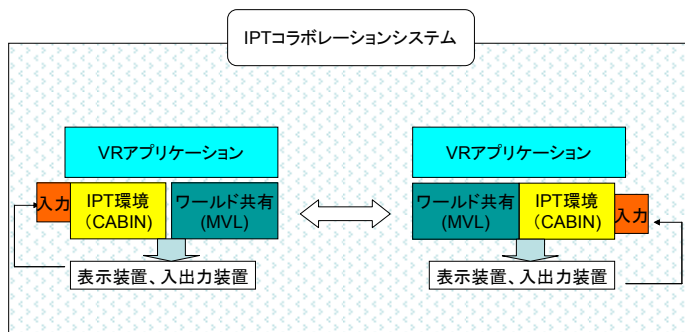 IPTコラボレーションシステム
VRアプリケーション
入力
IPT環境
（CABIN)
ワールド共有
(MVL)
表示装置、入出力装置
VRアプリケーション
ワールド共有
(MVL)
IPT環境
（CABIN)
入力
表示装置、入出力装置